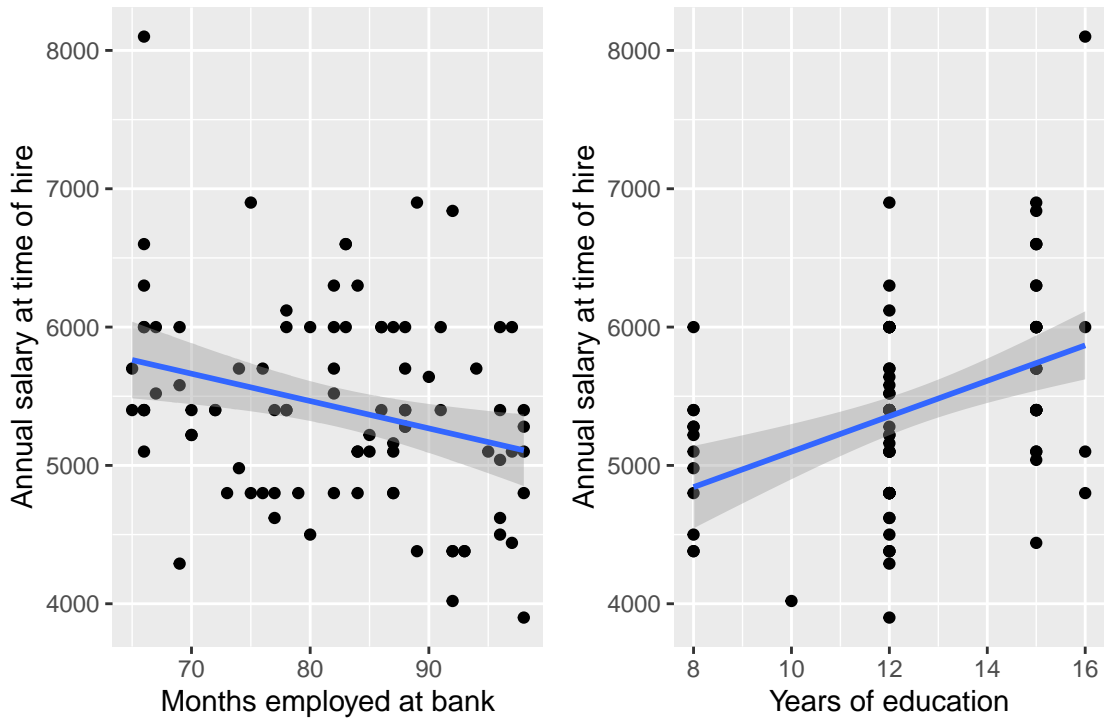 8000
7000
6000
5000
4000
Annual salary at time of hire
70 80 90
Months employed at bank
8000
7000
6000
5000
4000
Annual salary at time of hire
8 10 12 14 16
Years of education